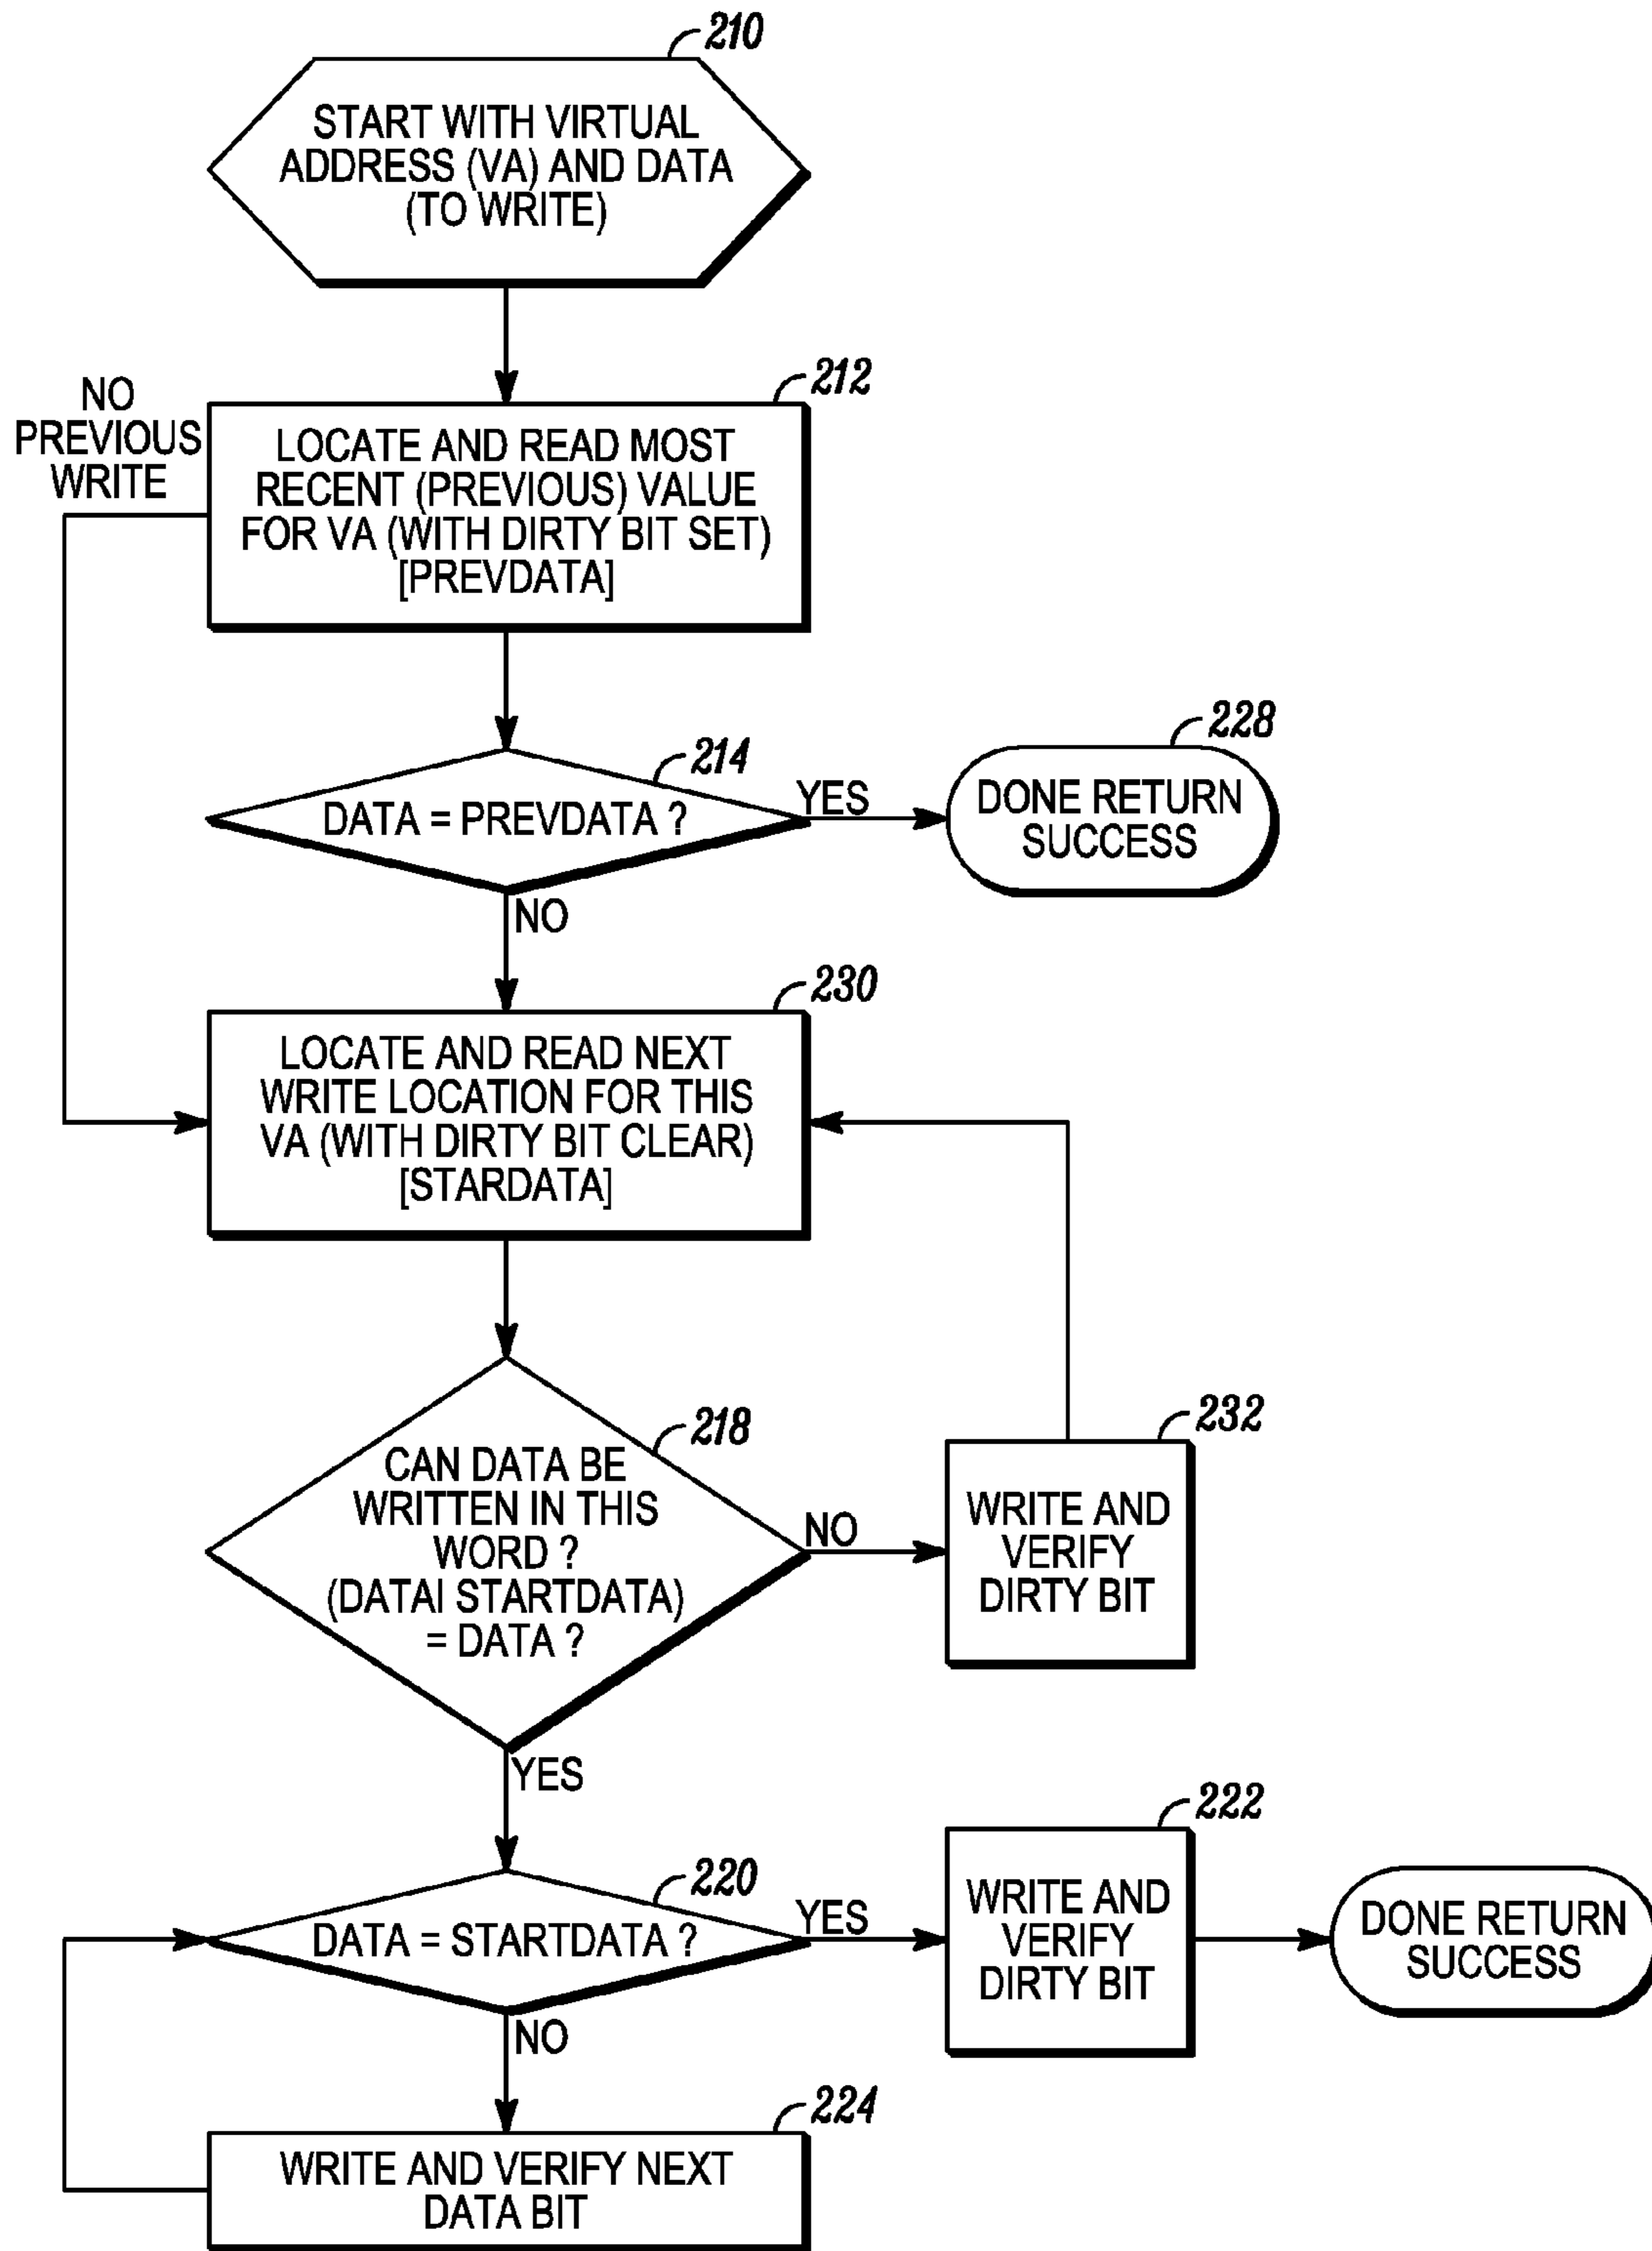 210
START WITH VIRTUAL
ADDRESS (VA) AND DATA
(TO WRITE)
NO
PREVIOUS
WRITE
212
LOCATE AND READ MOST
RECENT (PREVIOUS) VALUE
FOR VA (WITH DIRTY BIT SET)
[PREVDATA]
214
DATA = PREVDATA ?
YES
228
DONE RETURN
SUCCESS
NO
230
LOCATE AND READ NEXT
WRITE LOCATION FOR THIS
VA (WITH DIRTY BIT CLEAR)
[STARDATA]
218
CAN DATA BE
WRITTEN IN THIS
WORD ?
(DATAI STARTDATA)
= DATA ?
NO
232
WRITE AND
VERIFY
DIRTY BIT
YES
220
DATA = STARTDATA ?
YES
222
WRITE AND
VERIFY
DIRTY BIT
DONE RETURN
SUCCESS
NO
224
WRITE AND VERIFY NEXT
DATA BIT